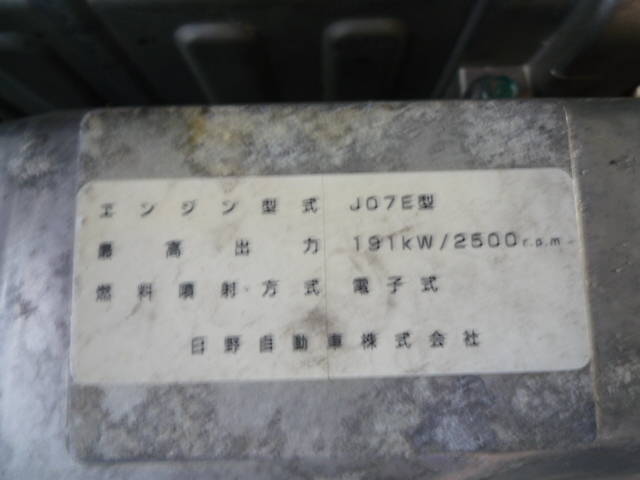 エンジン型式 J07E型
最高出力 191kW/2500r.p.m
燃料噴射方式 電子式
日野自動車株式会社